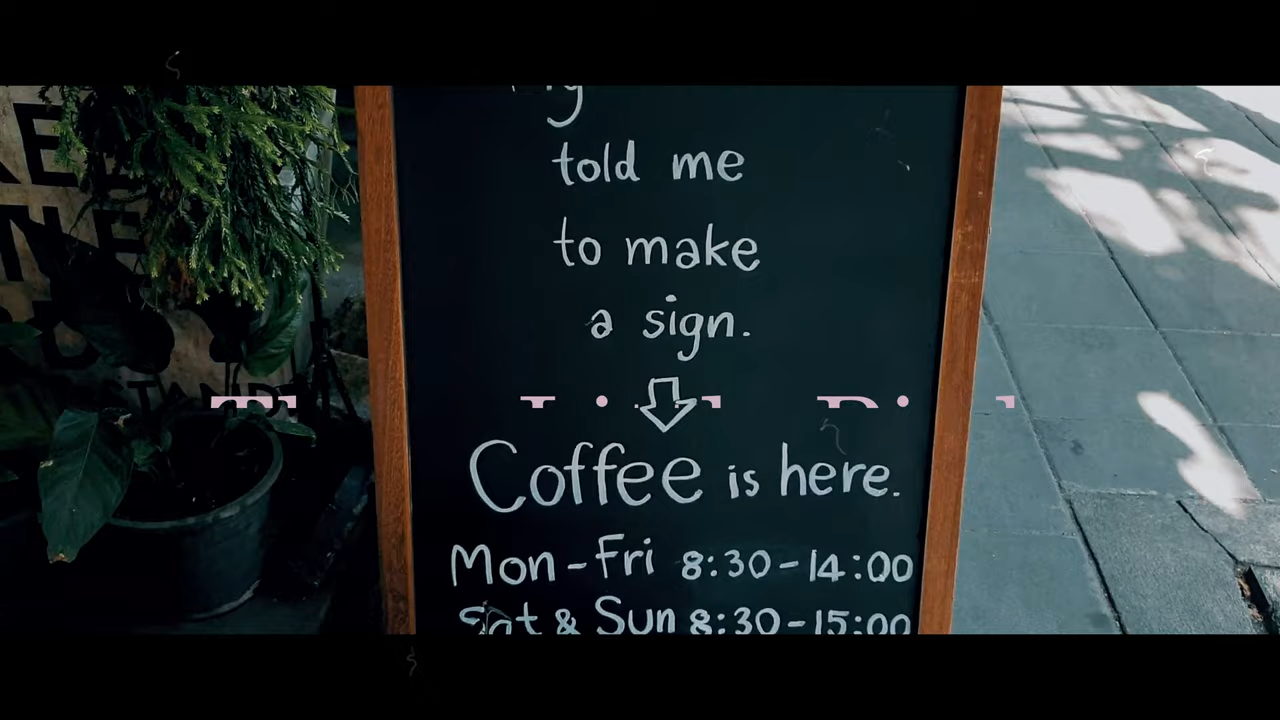 told me
to make
a sign.
Coffee is here.
Mon-Fri 8:30-14:00
Sat & Sun 8:30-15:00